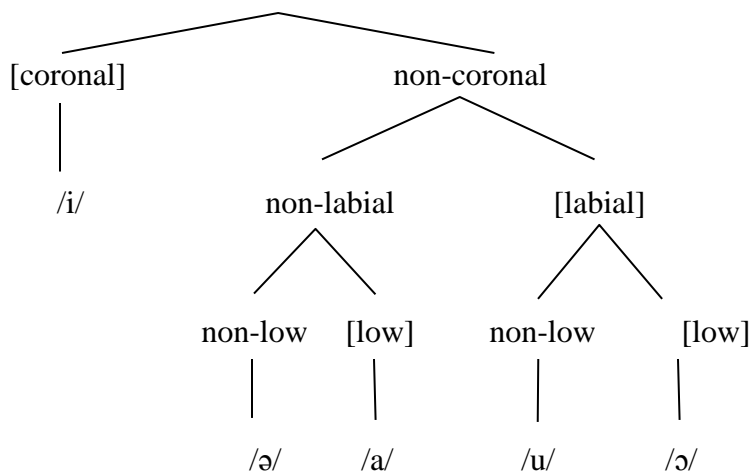 [coronal] non-coronal
/i/ non-labial [labial]
non-low [low] non-low [low]
/ə/ /a/ /u/ /ɔ/